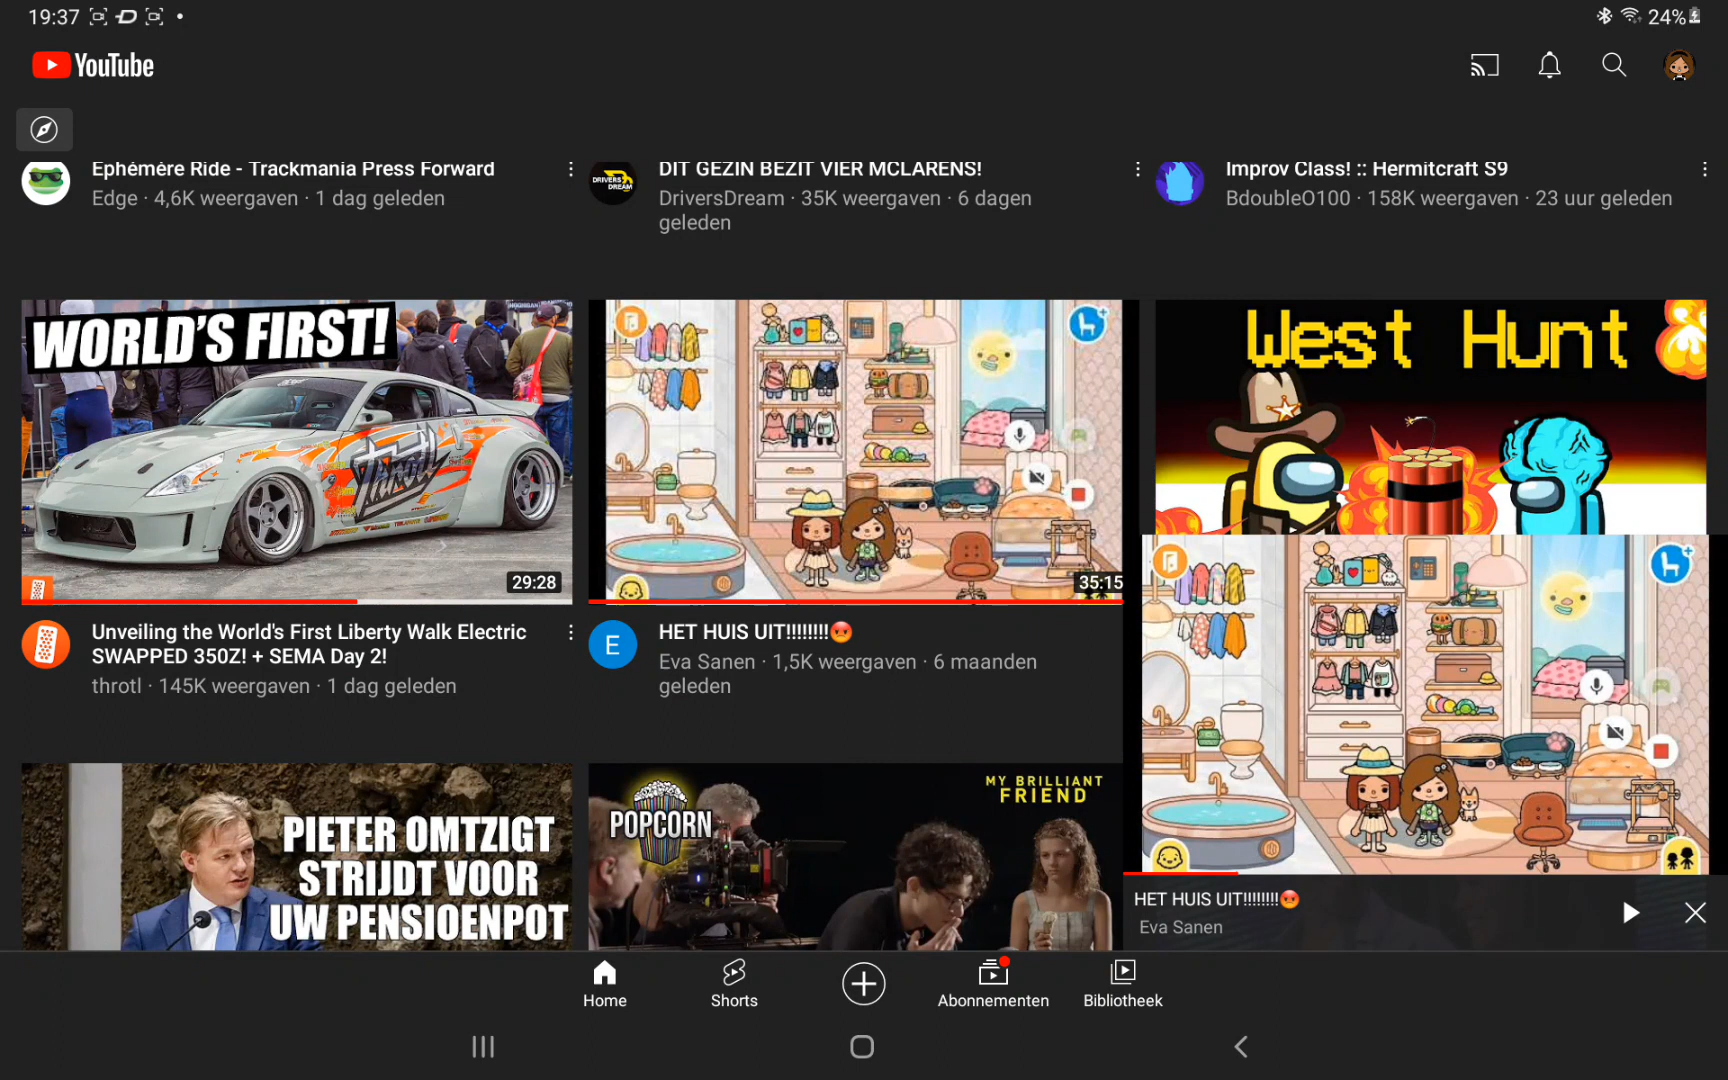 19:37
24%
YouTube
Ephémère Ride - Trackmania Press Forward
Edge · 4,6K weergaven · 1 dag geleden
DRIVERS DREAM
DIT GEZIN BEZIT VIER MCLARENS!
DriversDream · 35K weergaven · 6 dagen
geleden
Improv Class! :: Hermitcraft S9
BdoubleO100 · 158K weergaven · 23 uur geleden
WORLD'S FIRST!
29:28
35:15
West Hunt
Unveiling the World's First Liberty Walk Electric
SWAPPED 350Z! + SEMA Day 2!
throtl · 145K weergaven · 1 dag geleden
E
HET HUIS UIT!!!!!!!!😡
Eva Sanen · 1,5K weergaven · 6 maanden
geleden
PIETER OMTZIGT
STRIJDT VOOR
UW PENSIOENPOT
POPCORN
MY BRILLIANT
FRIEND
HET HUIS UIT!!!!!!!!😡
Eva Sanen
Home
Shorts
Abonnementen
Bibliotheek